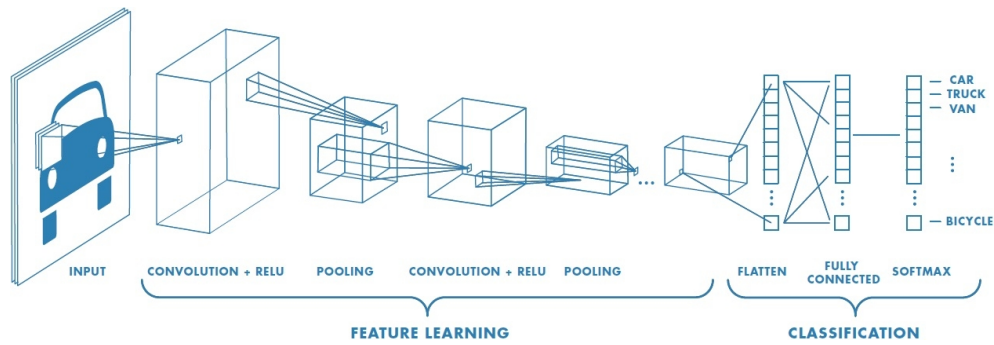 CAR
TRUCK
VAN
BICYCLE
INPUT
CONVOLUTION + RELU
POOLING
CONVOLUTION + RELU
POOLING
FLATTEN
FULLY
CONNECTED
SOFTMAX
FEATURE LEARNING
CLASSIFICATION